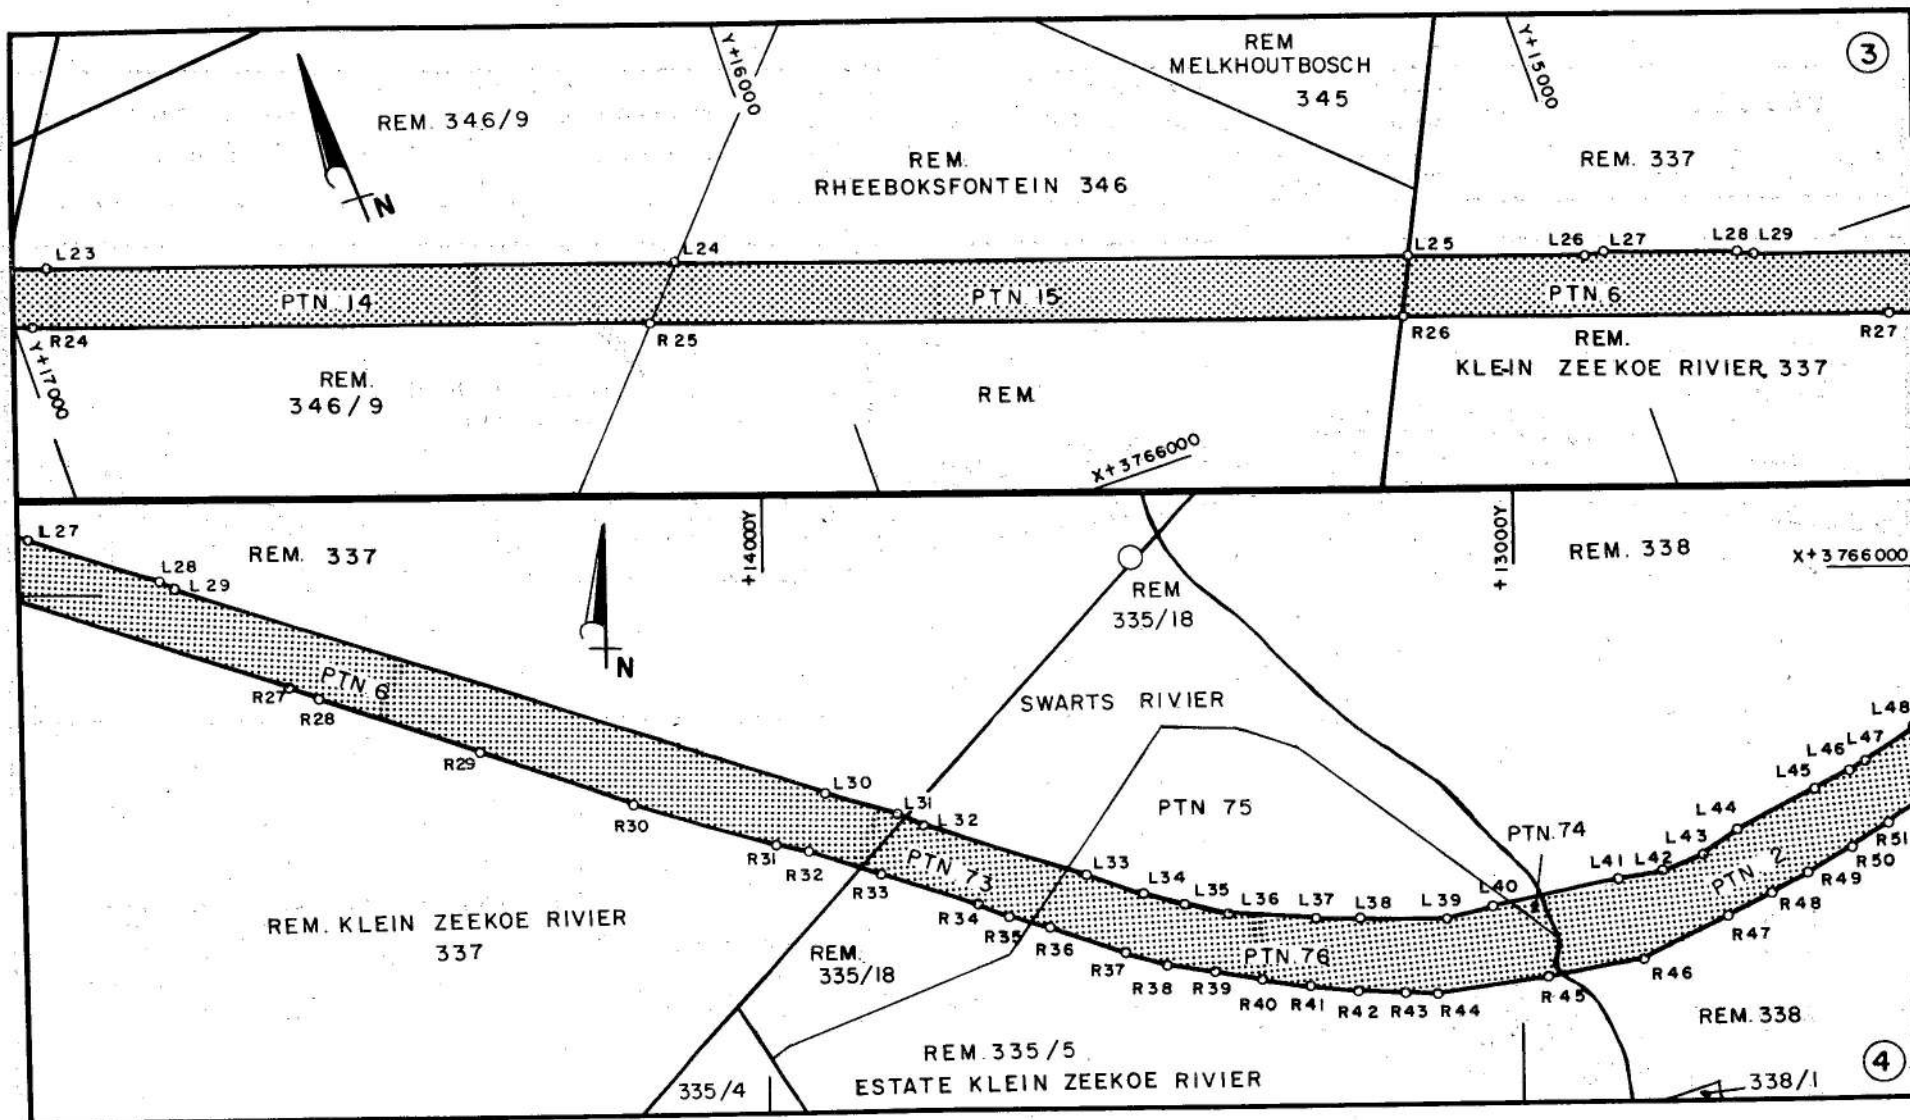 3
Y+16000
REM
MELKHOUTBOSCH
345
Y+15000
REM. 346/9
N
REM.
RHEEBOKSFONTEIN 346
REM. 337
L23
L24
L25
L26
L27
L28
L29
PTN. 14
PTN. 15
PTN. 6
R24
R25
R26
R27
Y+17000
REM.
346/9
REM
REM.
KLEIN ZEEKOE RIVIER 337
X+3766000
L27
REM. 337
L28
L29
+14000Y
N
+13000Y
REM. 338
X+3766000
REM
335/18
SWARTS RIVIER
PTN. 6
R27
R28
R29
R30
R31
R32
R33
R34
R35
R36
R37
R38
R39
R40
R41
R42
R43
R44
R45
R46
R47
R48
R49
R50
R51
L30
L31
L32
L33
L34
L35
L36
L37
L38
L39
L40
L41
L42
L43
L44
L45
L46
L47
L48
PTN. 73
PTN 75
PTN. 74
PTN. 2
PTN. 76
REM. KLEIN ZEEKOE RIVIER
337
REM.
335/18
335/4
REM. 335/5
ESTATE KLEIN ZEEKOE RIVIER
REM. 338
338/1
4